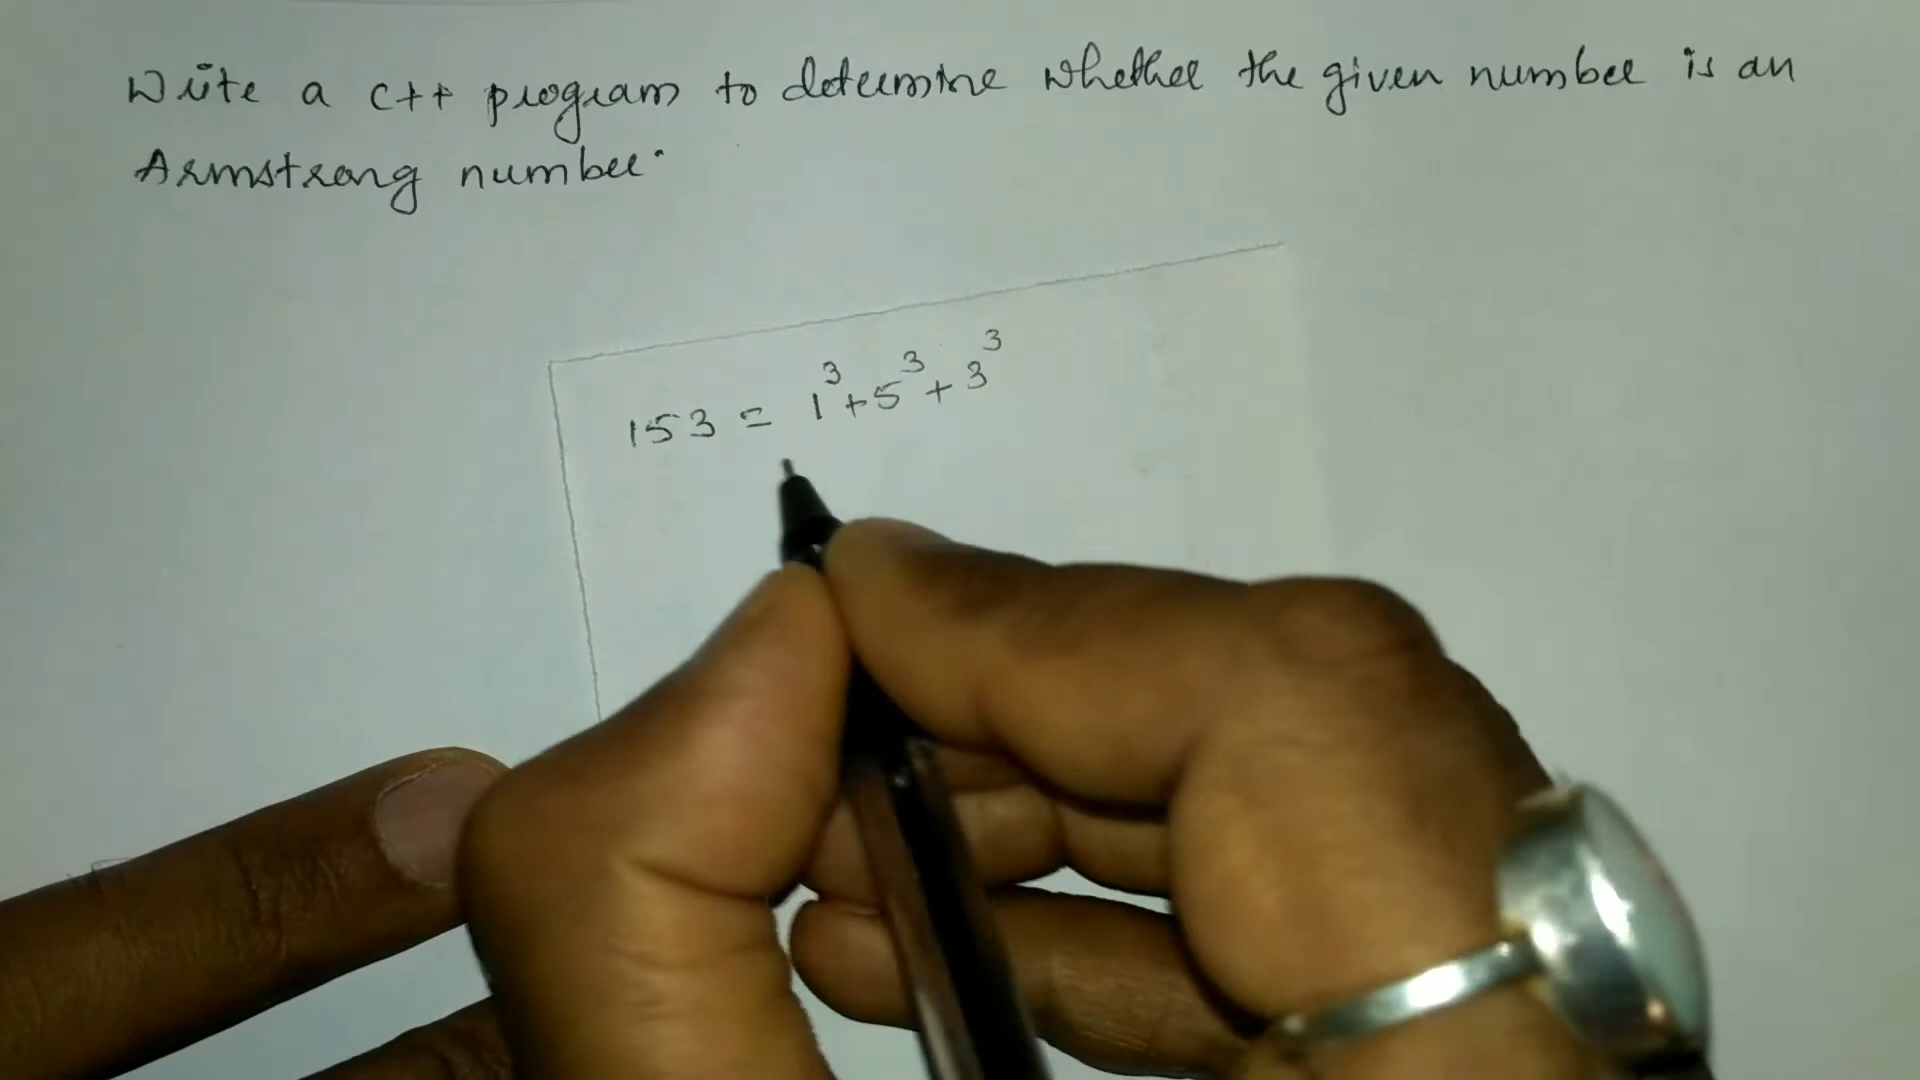 Write a c++ program to determine whether the given number is an
Armstrong number.
153 = 1³+5³+3³